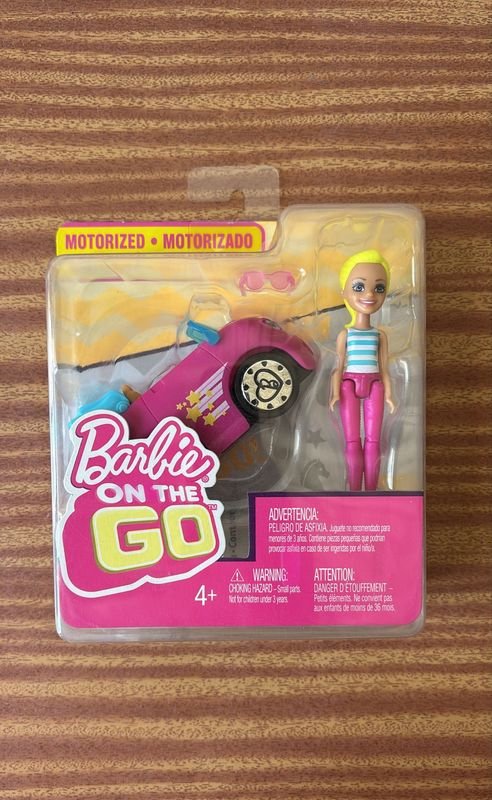 MOTORIZED • MOTORIZADO
Barbie®
ON THE
GO™
4+
ADVERTENCIA:
PELIGRO DE ASFIXIA. Juguete no recomendado para
menores de 3 años. Contiene piezas pequeñas que podrían
provocar asfixia en caso de ser ingeridas por el niño/a.
WARNING:
CHOKING HAZARD – Small parts.
Not for children under 3 years.
ATTENTION:
DANGER D'ÉTOUFFEMENT –
Petits éléments. Ne convient pas
aux enfants de moins de 36 mois.